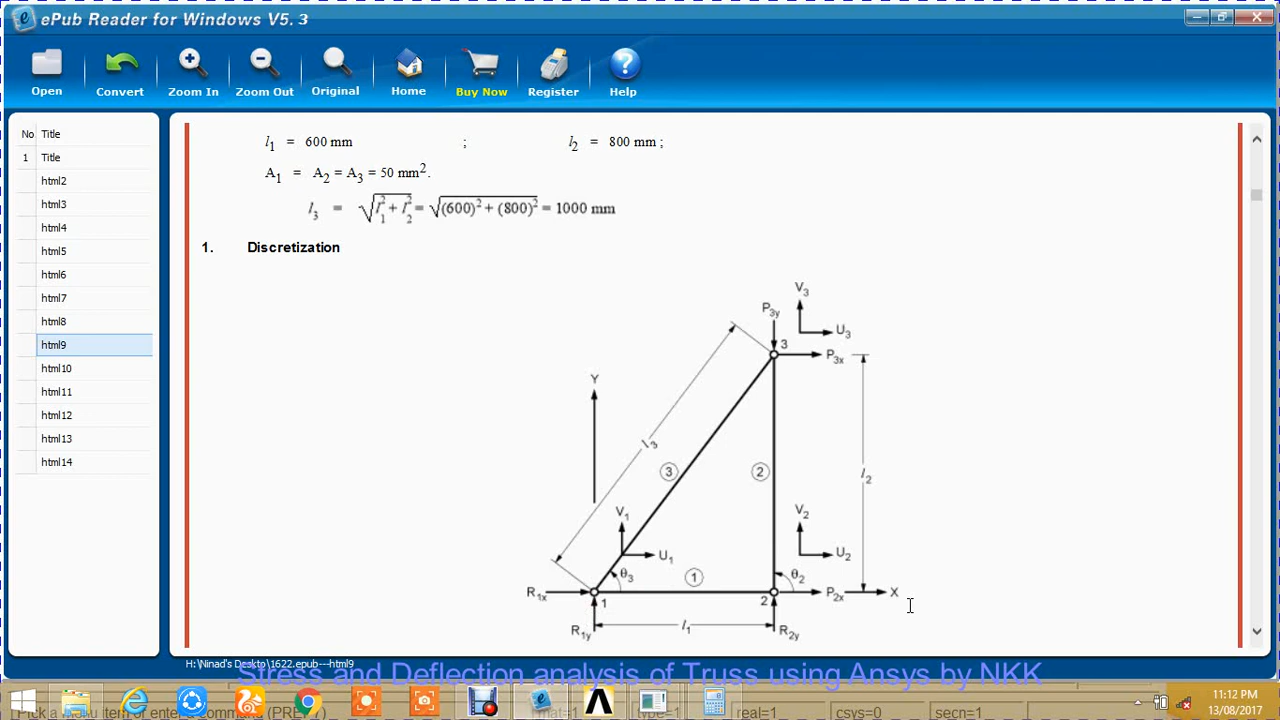 ePub Reader for Windows V5.3
Open Convert Zoom In Zoom Out Original Home Buy Now Register Help
No. Title
1 Title
html2
html3
html4
html5
html6
html7
html8
html9
html10
html11
html12
html13
html14
l1 = 600 mm ; l2 = 800 mm ;
A1 = A2 = A3 = 50 mm2.
l3 = √l1² + l2² = √(600)² + (800)² = 1000 mm
1. Discretization
V3
P3y
U3
3
P3x
Y
l3
3
2
l2
V1
V2
U1
U2
θ3
1
θ2
R1x
1
2
P2x
X
R1y
l1
R2y
H:\Ninad's Deskto\1622.epub---html9
Stress and Deflection analysis of Truss using Ansys by NKK
real=1 csys=0 secn=1
11:12 PM
13/08/2017